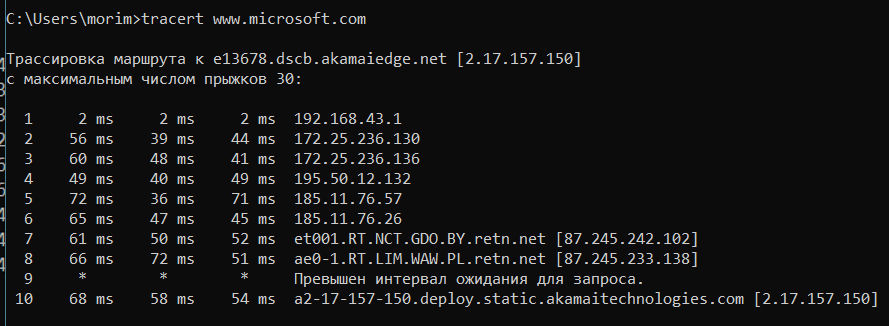 C:\Users\morim>tracert www.microsoft.com
Трассировка маршрута к e13678.dscb.akamaiedge.net [2.17.157.150]
с максимальным числом прыжков 30:
1 2 ms 2 ms 2 ms 192.168.43.1
2 56 ms 39 ms 44 ms 172.25.236.130
3 60 ms 48 ms 41 ms 172.25.236.136
4 49 ms 40 ms 49 ms 195.50.12.132
5 72 ms 36 ms 71 ms 185.11.76.57
6 65 ms 47 ms 45 ms 185.11.76.26
7 61 ms 50 ms 52 ms et001.RT.NCT.GDO.BY.retn.net [87.245.242.102]
8 66 ms 72 ms 51 ms ae0-1.RT.LIM.WAW.PL.retn.net [87.245.233.138]
9 * * * Превышен интервал ожидания для запроса.
10 68 ms 58 ms 54 ms a2-17-157-150.deploy.static.akamaitechnologies.com [2.17.157.150]